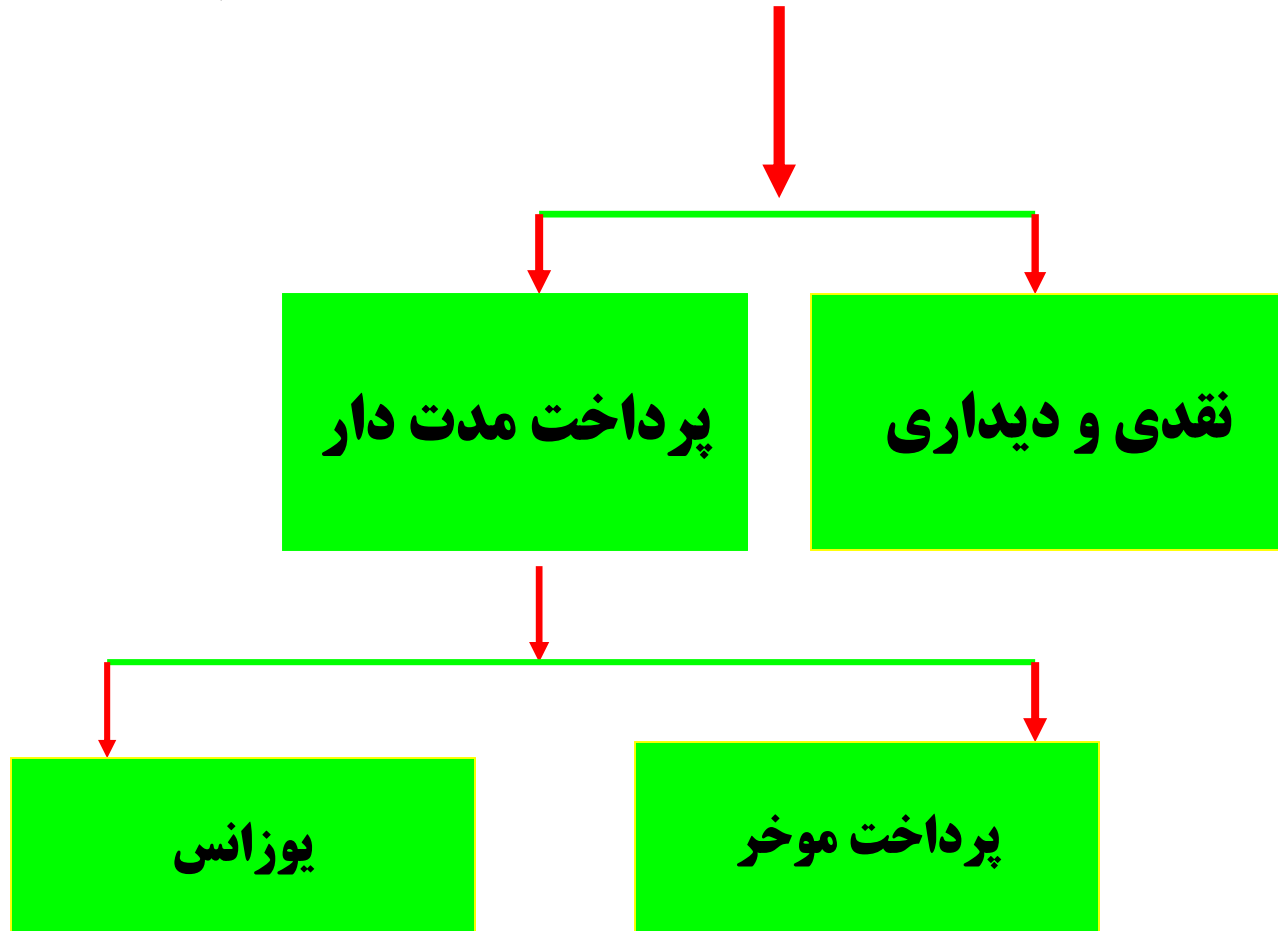 نقدی و دیداری
پرداخت مدت دار
پرداخت موخر
یوزانس